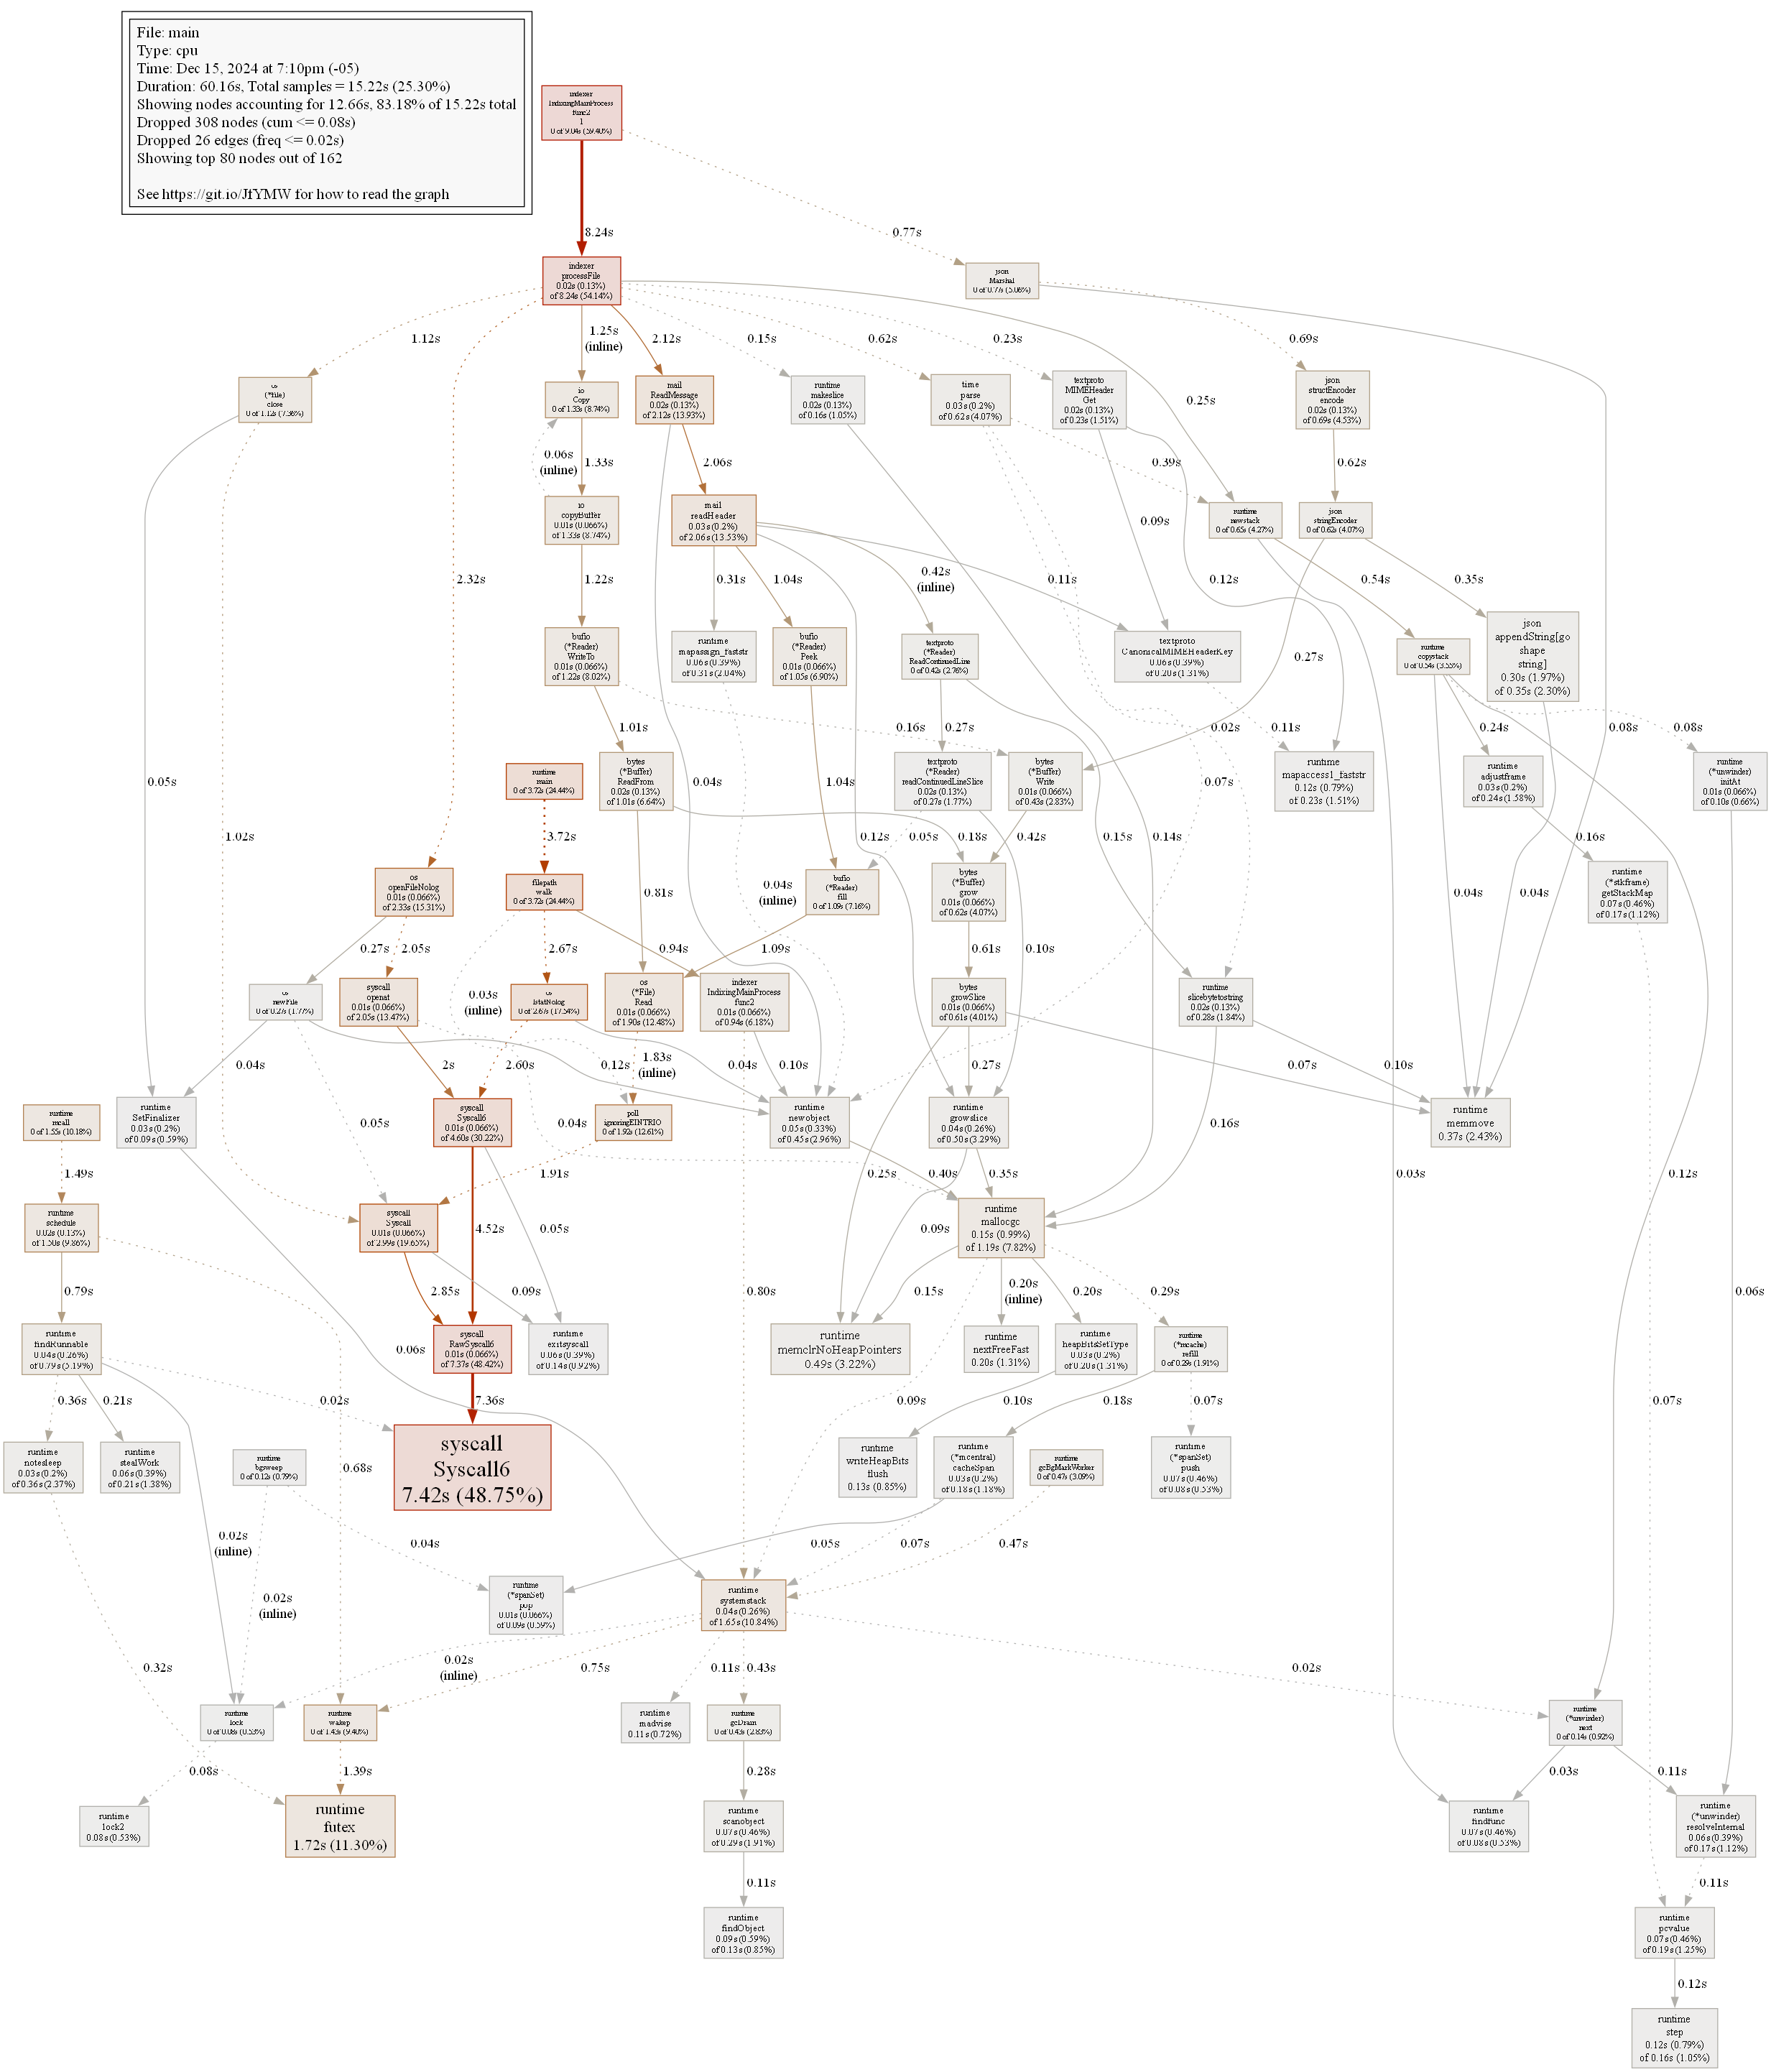 File: main
Type: cpu
Time: Dec 15, 2024 at 7:10pm (-05)
Duration: 60.16s, Total samples = 15.22s (25.30%)
Showing nodes accounting for 12.66s, 83.18% of 15.22s total
Dropped 308 nodes (cum <= 0.08s)
Dropped 26 edges (freq <= 0.02s)
Showing top 80 nodes out of 162
See https://git.io/JfYMW for how to read the graph
indexer
IndixingMainProcess
func2
1
0 of 9.04s (59.40%)
8.24s
0.77s
indexer
processFile
0.02s (0.13%)
of 8.24s (54.14%)
json
Marshal
0 of 0.77s (5.06%)
1.12s
1.25s
(inline)
2.12s
0.15s
0.62s
0.23s
0.69s
os
(*file)
close
0 of 1.12s (7.36%)
io
Copy
0 of 1.33s (8.74%)
mail
ReadMessage
0.02s (0.13%)
of 2.12s (13.93%)
runtime
makeslice
0.02s (0.13%)
of 0.16s (1.05%)
time
parse
0.03s (0.2%)
of 0.62s (4.07%)
textproto
MIMEHeader
Get
0.02s (0.13%)
of 0.23s (1.51%)
0.25s
json
structEncoder
encode
0.02s (0.13%)
of 0.69s (4.53%)
0.06s
(inline)
1.33s
2.06s
0.39s
0.62s
io
copyBuffer
0.01s (0.066%)
of 1.33s (8.74%)
mail
readHeader
0.03s (0.2%)
of 2.06s (13.53%)
0.09s
runtime
newstack
0 of 0.65s (4.27%)
json
stringEncoder
0 of 0.62s (4.07%)
2.32s
1.22s
0.31s
1.04s
0.42s
(inline)
0.11s
0.12s
0.54s
0.35s
bufio
(*Reader)
WriteTo
0.01s (0.066%)
of 1.22s (8.02%)
runtime
mapassign_faststr
0.06s (0.39%)
of 0.31s (2.04%)
bufio
(*Reader)
Peek
0.01s (0.066%)
of 1.05s (6.90%)
textproto
(*Reader)
ReadContinuedLine
0 of 0.42s (2.76%)
textproto
CanonicalMIMEHeaderKey
0.06s (0.39%)
of 0.20s (1.31%)
0.27s
runtime
copystack
0 of 0.54s (3.55%)
json
appendString[go
shape
string]
0.30s (1.97%)
of 0.35s (2.30%)
1.01s
0.16s
0.27s
0.02s
0.11s
0.24s
0.08s
0.08s
0.05s
runtime
main
0 of 3.72s (24.44%)
bytes
(*Buffer)
ReadFrom
0.02s (0.13%)
of 1.01s (6.64%)
0.04s
1.04s
textproto
(*Reader)
readContinuedLineSlice
0.02s (0.13%)
of 0.27s (1.77%)
bytes
(*Buffer)
Write
0.01s (0.066%)
of 0.43s (2.83%)
0.07s
runtime
mapaccess1_faststr
0.12s (0.79%)
of 0.23s (1.51%)
runtime
adjustframe
0.03s (0.2%)
of 0.24s (1.58%)
runtime
(*unwinder)
initAt
0.01s (0.066%)
of 0.10s (0.66%)
1.02s
3.72s
0.12s
0.05s
0.18s
0.42s
0.15s
0.14s
0.16s
os
openFileNolog
0.01s (0.066%)
of 2.33s (15.31%)
filepath
walk
0 of 3.72s (24.44%)
0.81s
0.04s
(inline)
bufio
(*Reader)
fill
0 of 1.09s (7.16%)
bytes
(*Buffer)
grow
0.01s (0.066%)
of 0.62s (4.07%)
0.04s
0.04s
runtime
(*stkframe)
getStackMap
0.07s (0.46%)
of 0.17s (1.12%)
0.27s
2.05s
2.67s
0.94s
1.09s
0.61s
0.10s
os
newFile
0 of 0.27s (1.77%)
syscall
openat
0.01s (0.066%)
of 2.05s (13.47%)
0.03s
(inline)
os
lstatNolog
0 of 2.67s (17.54%)
os
(*File)
Read
0.01s (0.066%)
of 1.90s (12.48%)
indexer
IndixingMainProcess
func2
0.01s (0.066%)
of 0.94s (6.18%)
bytes
growSlice
0.01s (0.066%)
of 0.61s (4.01%)
runtime
slicebytetostring
0.02s (0.13%)
of 0.28s (1.84%)
0.04s
2s
2.60s
0.12s
1.83s
(inline)
0.04s
0.10s
0.27s
0.07s
0.10s
runtime
mcall
0 of 1.55s (10.18%)
runtime
SetFinalizer
0.03s (0.2%)
of 0.09s (0.59%)
0.05s
syscall
Syscall6
0.01s (0.066%)
of 4.60s (30.22%)
0.04s
poll
ignoringEINTRIO
0 of 1.92s (12.61%)
runtime
newobject
0.05s (0.33%)
of 0.45s (2.96%)
runtime
growslice
0.04s (0.26%)
of 0.50s (3.29%)
0.16s
runtime
memmove
0.37s (2.43%)
1.49s
1.91s
0.25s
0.40s
0.35s
0.03s
0.12s
runtime
schedule
0.02s (0.13%)
of 1.50s (9.86%)
syscall
Syscall
0.01s (0.066%)
of 2.99s (19.65%)
4.52s
0.05s
0.09s
runtime
mallocgc
0.15s (0.99%)
of 1.19s (7.82%)
0.79s
2.85s
0.09s
0.80s
0.15s
0.20s
(inline)
0.20s
0.29s
0.06s
runtime
findRunnable
0.04s (0.26%)
of 0.79s (5.19%)
0.06s
syscall
RawSyscall6
0.01s (0.066%)
of 7.37s (48.42%)
runtime
exitsyscall
0.06s (0.39%)
of 0.14s (0.92%)
runtime
memclrNoHeapPointers
0.49s (3.22%)
runtime
nextFreeFast
0.20s (1.31%)
runtime
heapBitsSetType
0.03s (0.2%)
of 0.20s (1.31%)
runtime
(*mcache)
refill
0 of 0.29s (1.91%)
0.36s
0.21s
0.02s
7.36s
0.09s
0.10s
0.18s
0.07s
0.07s
runtime
notesleep
0.03s (0.2%)
of 0.36s (2.37%)
runtime
stealWork
0.06s (0.39%)
of 0.21s (1.38%)
runtime
bgsweep
0 of 0.12s (0.79%)
0.68s
syscall
Syscall6
7.42s (48.75%)
runtime
writeHeapBits
flush
0.13s (0.85%)
runtime
(*mcentral)
cacheSpan
0.03s (0.2%)
of 0.18s (1.18%)
runtime
gcBgMarkWorker
0 of 0.47s (3.09%)
runtime
(*spanSet)
push
0.07s (0.46%)
of 0.08s (0.53%)
0.02s
(inline)
0.04s
0.05s
0.07s
0.47s
0.02s
(inline)
runtime
(*spanSet)
pop
0.01s (0.066%)
of 0.09s (0.59%)
runtime
systemstack
0.04s (0.26%)
of 1.65s (10.84%)
0.32s
0.02s
(inline)
0.75s
0.11s
0.43s
0.02s
runtime
lock
0 of 0.08s (0.53%)
runtime
wakep
0 of 1.43s (9.40%)
runtime
madvise
0.11s (0.72%)
runtime
gcDrain
0 of 0.43s (2.83%)
runtime
(*unwinder)
next
0 of 0.14s (0.92%)
0.08s
1.39s
0.28s
0.03s
0.11s
runtime
lock2
0.08s (0.53%)
runtime
futex
1.72s (11.30%)
runtime
scanobject
0.07s (0.46%)
of 0.29s (1.91%)
runtime
findfunc
0.07s (0.46%)
of 0.08s (0.53%)
runtime
(*unwinder)
resolveInternal
0.06s (0.39%)
of 0.17s (1.12%)
0.11s
0.11s
runtime
findObject
0.09s (0.59%)
of 0.13s (0.85%)
runtime
pcvalue
0.07s (0.46%)
of 0.19s (1.25%)
0.12s
runtime
step
0.12s (0.79%)
of 0.16s (1.05%)